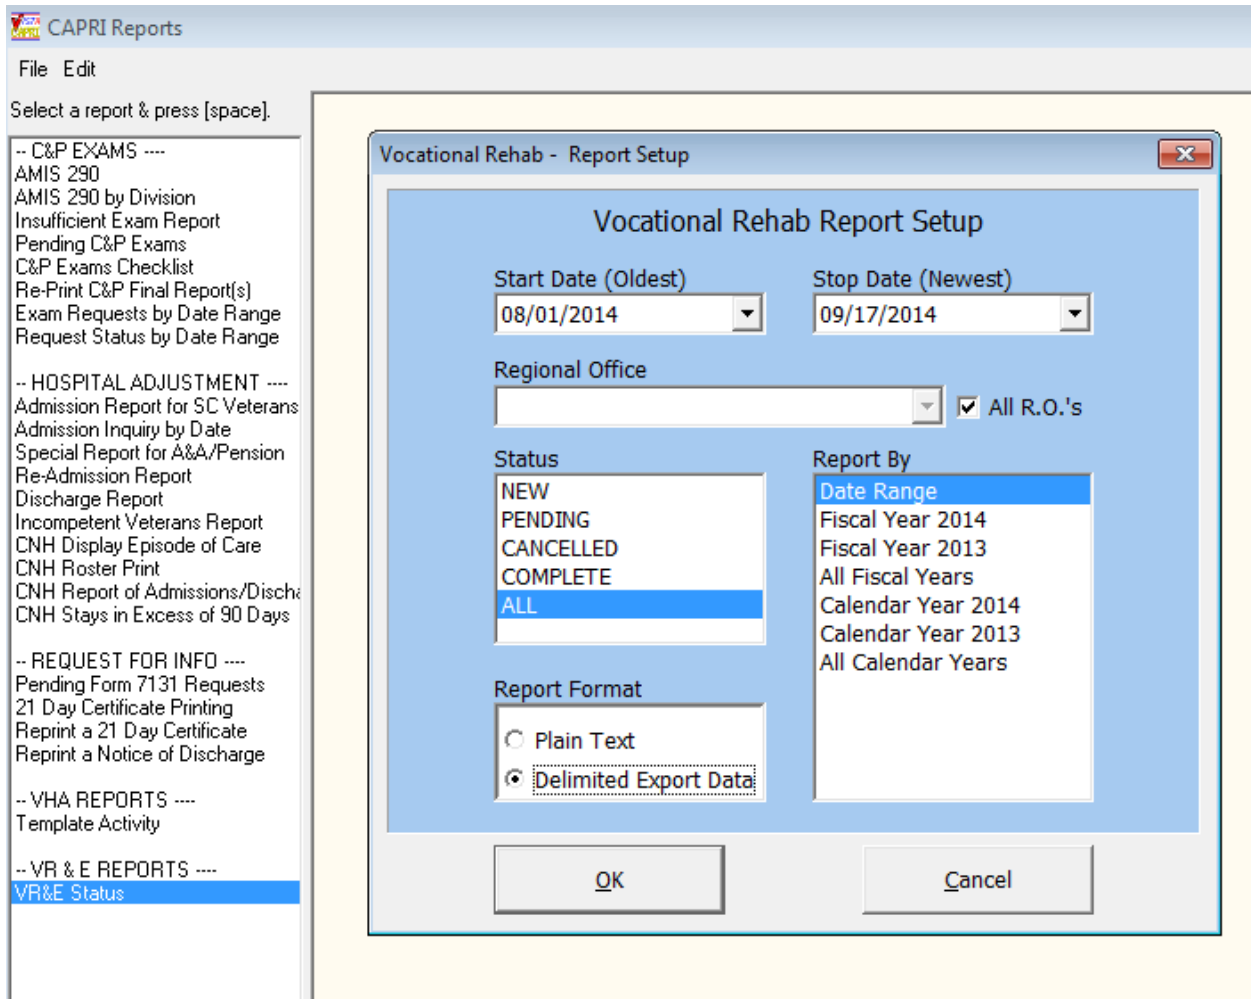 CAPRI Reports
File Edit
Select a report & press [space].
-- C&P EXAMS ----
AMIS 290
AMIS 290 by Division
Insufficient Exam Report
Pending C&P Exams
C&P Exams Checklist
Re-Print C&P Final Report(s)
Exam Requests by Date Range
Request Status by Date Range
-- HOSPITAL ADJUSTMENT ----
Admission Report for SC Veterans
Admission Inquiry by Date
Special Report for A&A/Pension
Re-Admission Report
Discharge Report
Incompetent Veterans Report
CNH Display Episode of Care
CNH Roster Print
CNH Report of Admissions/Discha
CNH Stays in Excess of 90 Days
-- REQUEST FOR INFO ----
Pending Form 7131 Requests
21 Day Certificate Printing
Reprint a 21 Day Certificate
Reprint a Notice of Discharge
-- VHA REPORTS ----
Template Activity
-- VR & E REPORTS ----
VR&E Status
Vocational Rehab - Report Setup
Vocational Rehab Report Setup
Start Date (Oldest)
08/01/2014
Stop Date (Newest)
09/17/2014
Regional Office
All R.O.'s
Status
NEW
PENDING
CANCELLED
COMPLETE
ALL
Report By
Date Range
Fiscal Year 2014
Fiscal Year 2013
All Fiscal Years
Calendar Year 2014
Calendar Year 2013
All Calendar Years
Report Format
Plain Text
Delimited Export Data
OK
Cancel